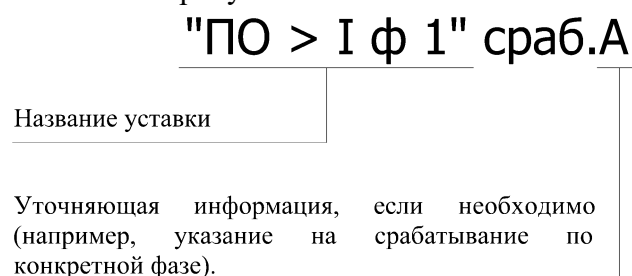 "ПО > I ф 1" сраб.А
Название уставки
Уточняющая информация, если необходимо
(например, указание на срабатывание по
конкретной фазе).